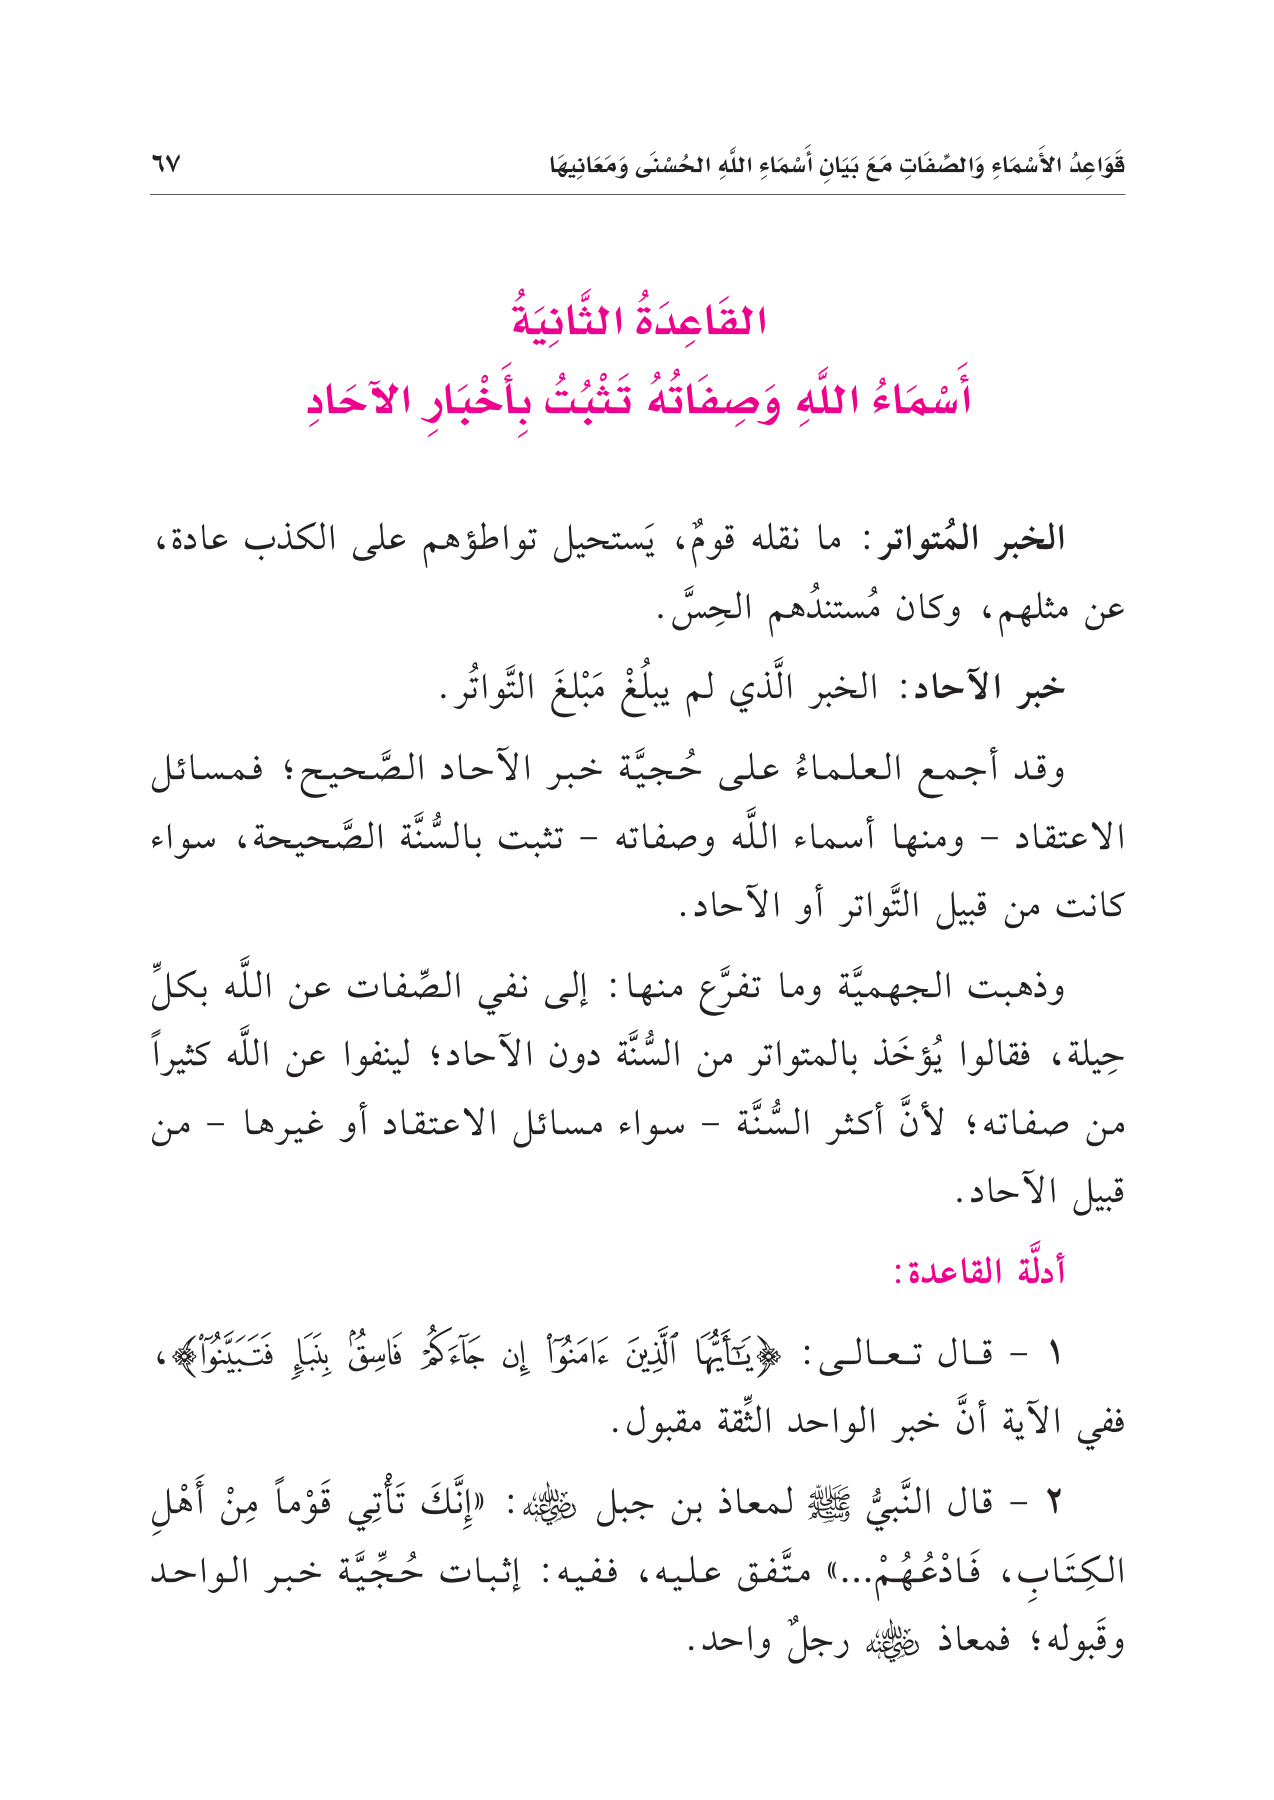 قَوَاعِدُ الأَسْمَاءِ وَالصِّفَاتِ مَعَ بَيَانِ أَسْمَاءِ اللَّهِ الحُسْنَى وَمَعَانِيهَا ٦٧
القَاعِدَةُ الثَّانِيَةُ
أَسْمَاءُ اللَّهِ وَصِفَاتُهُ تَثْبُتُ بِأَخْبَارِ الآحَادِ
الخبر المُتواتر: ما نقله قومٌ، يَستحيل تواطؤهم على الكذب عادة،
عن مثلهم، وكان مُستندُهم الحِسَّ.
خبر الآحاد: الخبر الَّذي لم يبلُغْ مَبْلغَ التَّواتُر.
وقد أجمع العلماءُ على حُجيَّة خبر الآحاد الصَّحيح؛ فمسائل
الاعتقاد – ومنها أسماء اللَّه وصفاته – تثبت بالسُّنَّة الصَّحيحة، سواء
كانت من قبيل التَّواتر أو الآحاد.
وذهبت الجهميَّة وما تفرَّع منها: إلى نفي الصِّفات عن اللَّه بكلِّ
حِيلة، فقالوا يُؤخَذ بالمتواتر من السُّنَّة دون الآحاد؛ لينفوا عن اللَّه كثيراً
من صفاته؛ لأنَّ أكثر السُّنَّة – سواء مسائل الاعتقاد أو غيرها – من
قبيل الآحاد.
أدلَّة القاعدة:
١ – قال تعالى: ﴿يَـٰٓأَيُّهَا ٱلَّذِينَ ءَامَنُوٓا۟ إِن جَآءَكُمْ فَاسِقٌۢ بِنَبَإٍ فَتَبَيَّنُوٓا۟﴾،
ففي الآية أنَّ خبر الواحد الثِّقة مقبول.
٢ – قال النَّبيُّ ﷺ لمعاذ بن جبل رضي الله عنه: «إِنَّكَ تَأْتِي قَوْماً مِنْ أَهْلِ
الكِتَابِ، فَادْعُهُمْ...» متَّفق عليه، ففيه: إثبات حُجِّيَّة خبر الواحد
وقَبوله؛ فمعاذ رضي الله عنه رجلٌ واحد.